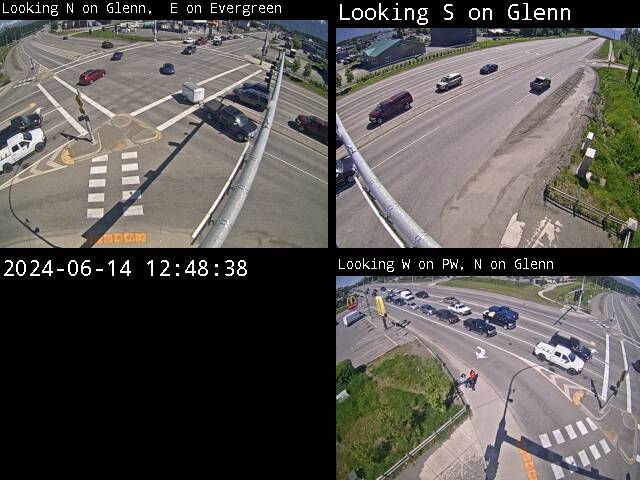 Looking N on Glenn, E on Evergreen
Looking S on Glenn
2024-06-14 12:48:38
Looking W on PW, N on Glenn